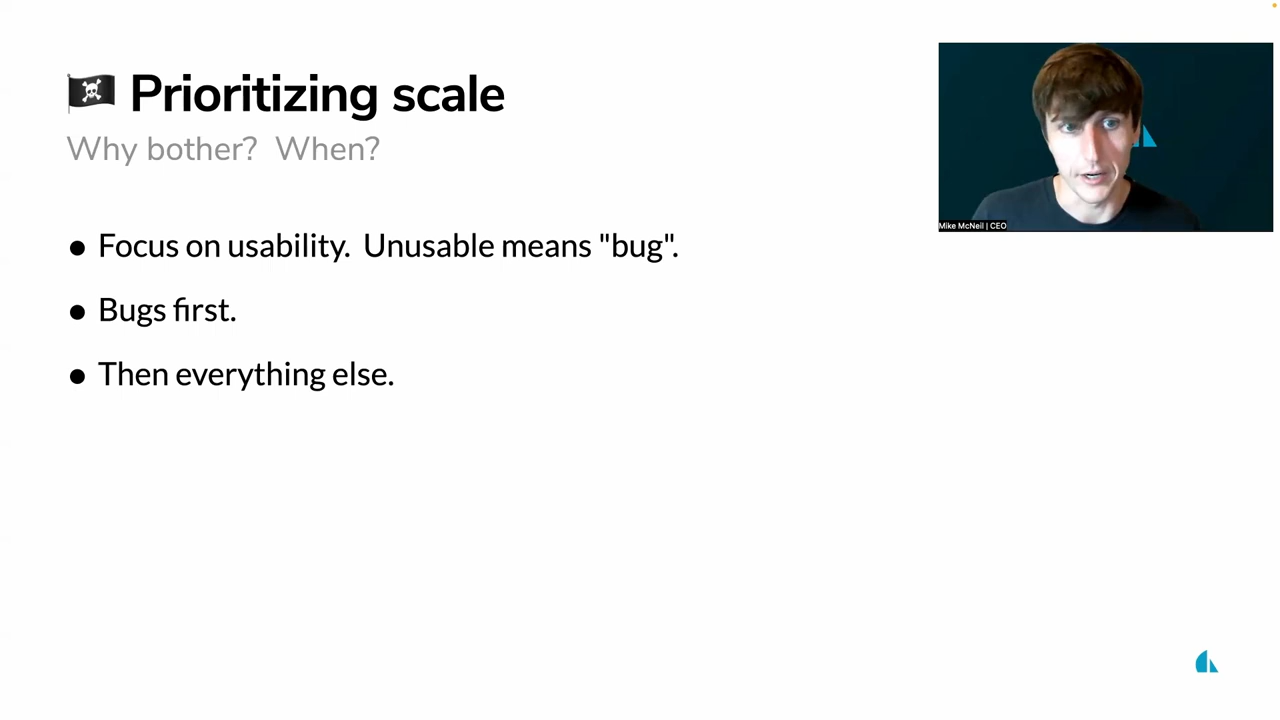 Prioritizing scale
Why bother? When?
● Focus on usability. Unusable means "bug".
● Bugs first.
● Then everything else.
Mike McNeil | CEO